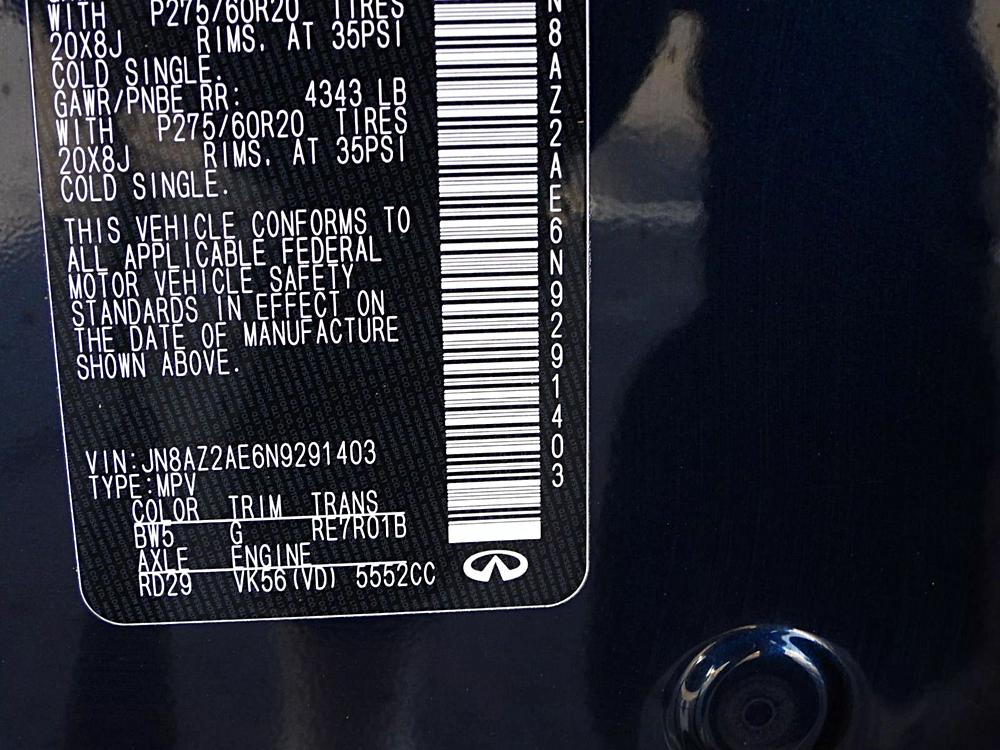 WITH P275/60R20 TIRES
20X8J RIMS. AT 35PSI
COLD SINGLE.
GAWR/PNBE RR: 4343 LB
WITH P275/60R20 TIRES
20X8J RIMS. AT 35PSI
COLD SINGLE.
THIS VEHICLE CONFORMS TO
ALL APPLICABLE FEDERAL
MOTOR VEHICLE SAFETY
STANDARDS IN EFFECT ON
THE DATE OF MANUFACTURE
SHOWN ABOVE.
VIN:JN8AZ2AE6N9291403
TYPE:MPV
COLOR TRIM TRANS
BW5 G RE7R01B
AXLE ENGINE
RD29 VK56(VD) 5552CC
N8AZ2AE6N9291403